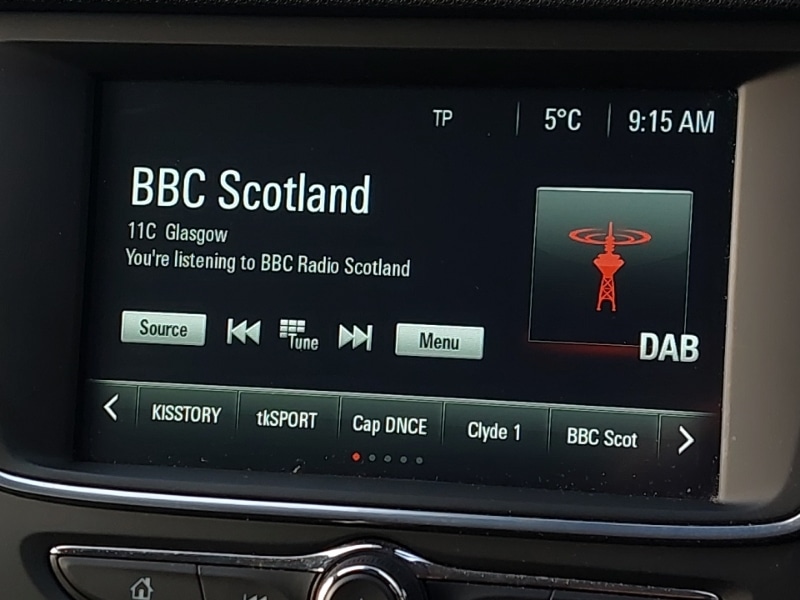 TP 5°C 9:15 AM
BBC Scotland
11C Glasgow
You're listening to BBC Radio Scotland
Source Tune Menu
DAB
KISSTORY tkSPORT Cap DNCE Clyde 1 BBC Scot